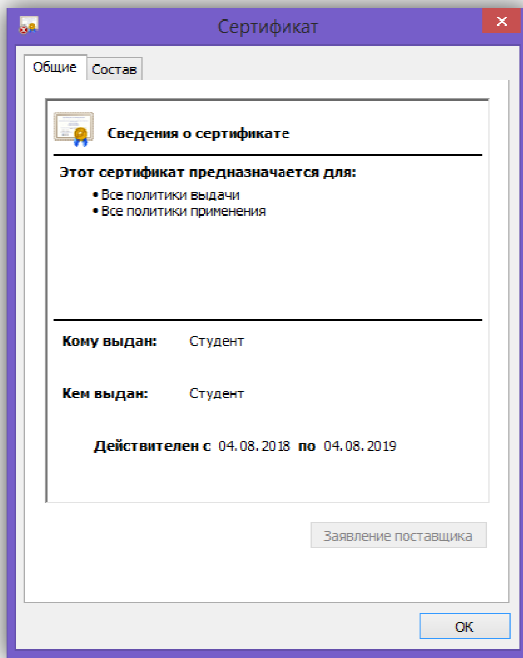 Сертификат
Общие Состав
Сведения о сертификате
Этот сертификат предназначается для:
• Все политики выдачи
• Все политики применения
Кому выдан: Студент
Кем выдан: Студент
Действителен с 04.08.2018 по 04.08.2019
Заявление поставщика
ОК